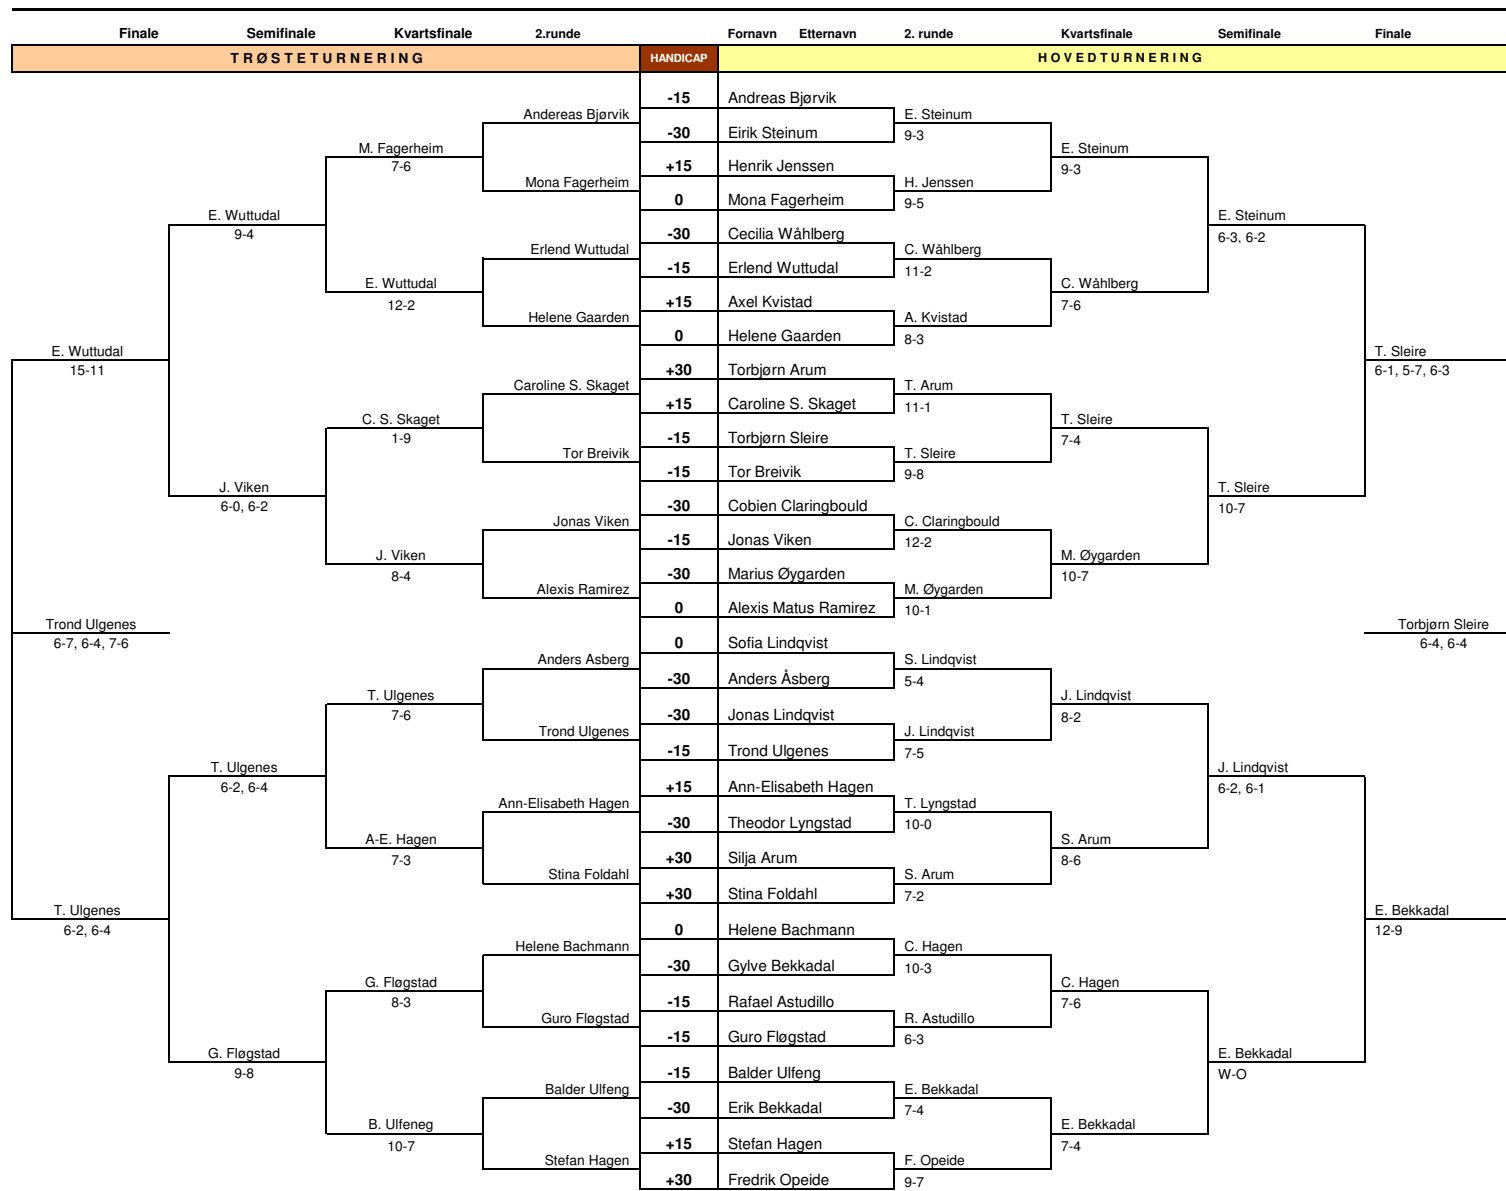 Finale Semifinale Kvartsfinale 2.runde Fornavn Etternavn 2. runde Kvartsfinale Semifinale Finale
TRØSTETURNERING HANDICAP HOVEDTURNERING
-15 Andreas Bjørvik
Andereas Bjørvik E. Steinum
-30 Eirik Steinum 9-3
M. Fagerheim E. Steinum
7-6 +15 Henrik Jenssen 9-3
Mona Fagerheim H. Jenssen
0 Mona Fagerheim 9-5
E. Wuttudal E. Steinum
9-4 -30 Cecilia Wåhlberg 6-3, 6-2
Erlend Wuttudal C. Wåhlberg
-15 Erlend Wuttudal 11-2
E. Wuttudal C. Wåhlberg
12-2 +15 Axel Kvistad 7-6
Helene Gaarden A. Kvistad
0 Helene Gaarden 8-3
E. Wuttudal T. Sleire
15-11 +30 Torbjørn Arum 6-1, 5-7, 6-3
Caroline S. Skaget T. Arum
+15 Caroline S. Skaget 11-1
C. S. Skaget T. Sleire
1-9 -15 Torbjørn Sleire 7-4
Tor Breivik T. Sleire
-15 Tor Breivik 9-8
J. Viken T. Sleire
6-0, 6-2 -30 Cobien Claringbould 10-7
Jonas Viken C. Claringbould
-15 Jonas Viken 12-2
J. Viken M. Øygarden
8-4 -30 Marius Øygarden 10-7
Alexis Ramirez M. Øygarden
0 Alexis Matus Ramirez 10-1
Trond Ulgenes Torbjørn Sleire
6-7, 6-4, 7-6 0 Sofia Lindqvist 6-4, 6-4
Anders Asberg S. Lindqvist
-30 Anders Åsberg 5-4
T. Ulgenes J. Lindqvist
7-6 -30 Jonas Lindqvist 8-2
Trond Ulgenes J. Lindqvist
-15 Trond Ulgenes 7-5
T. Ulgenes J. Lindqvist
6-2, 6-4 +15 Ann-Elisabeth Hagen 6-2, 6-1
Ann-Elisabeth Hagen T. Lyngstad
-30 Theodor Lyngstad 10-0
A-E. Hagen S. Arum
7-3 +30 Silja Arum 8-6
Stina Foldahl S. Arum
+30 Stina Foldahl 7-2
T. Ulgenes E. Bekkadal
6-2, 6-4 0 Helene Bachmann 12-9
Helene Bachmann C. Hagen
-30 Gylve Bekkadal 10-3
G. Fløgstad C. Hagen
8-3 -15 Rafael Astudillo 7-6
Guro Fløgstad R. Astudillo
-15 Guro Fløgstad 6-3
G. Fløgstad E. Bekkadal
9-8 -15 Balder Ulfeng W-O
Balder Ulfeng E. Bekkadal
-30 Erik Bekkadal 7-4
B. Ulfeneg E. Bekkadal
10-7 +15 Stefan Hagen 7-4
Stefan Hagen F. Opeide
+30 Fredrik Opeide 9-7